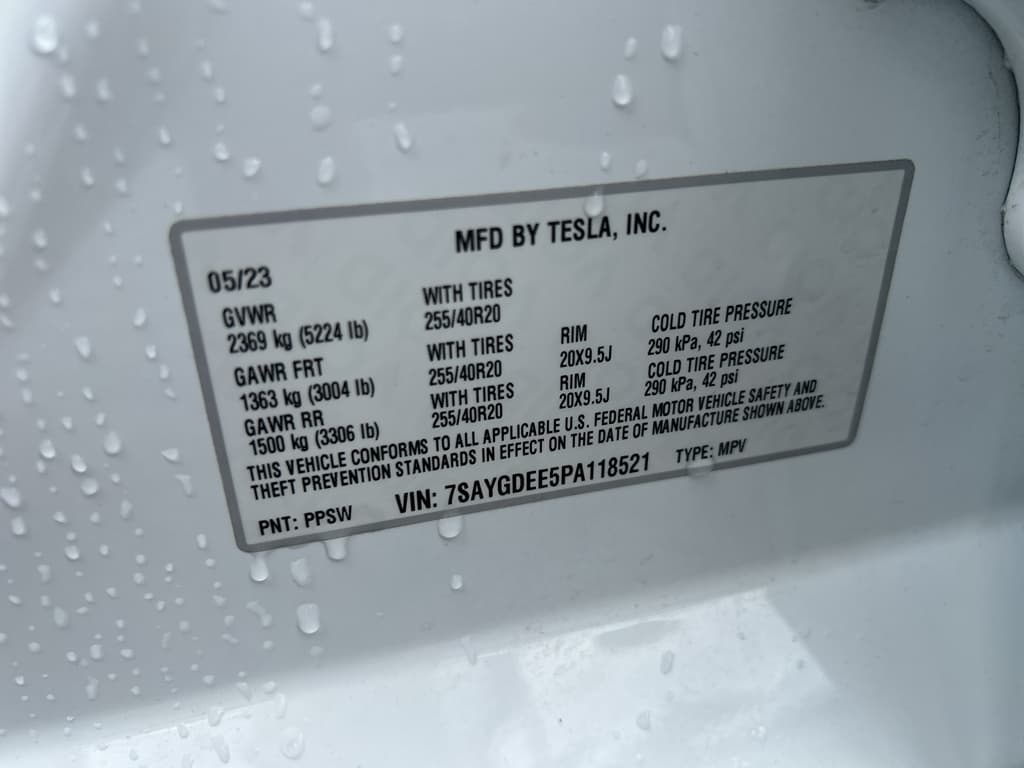 MFD BY TESLA, INC.
05/23
GVWR WITH TIRES
2369 kg (5224 lb) 255/40R20
GAWR FRT WITH TIRES RIM COLD TIRE PRESSURE
1363 kg (3004 lb) 255/40R20 20X9.5J 290 kPa, 42 psi
GAWR RR WITH TIRES RIM COLD TIRE PRESSURE
1500 kg (3306 lb) 255/40R20 20X9.5J 290 kPa, 42 psi
THIS VEHICLE CONFORMS TO ALL APPLICABLE U.S. FEDERAL MOTOR VEHICLE SAFETY AND
THEFT PREVENTION STANDARDS IN EFFECT ON THE DATE OF MANUFACTURE SHOWN ABOVE.
PNT: PPSW VIN: 7SAYGDEE5PA118521 TYPE: MPV